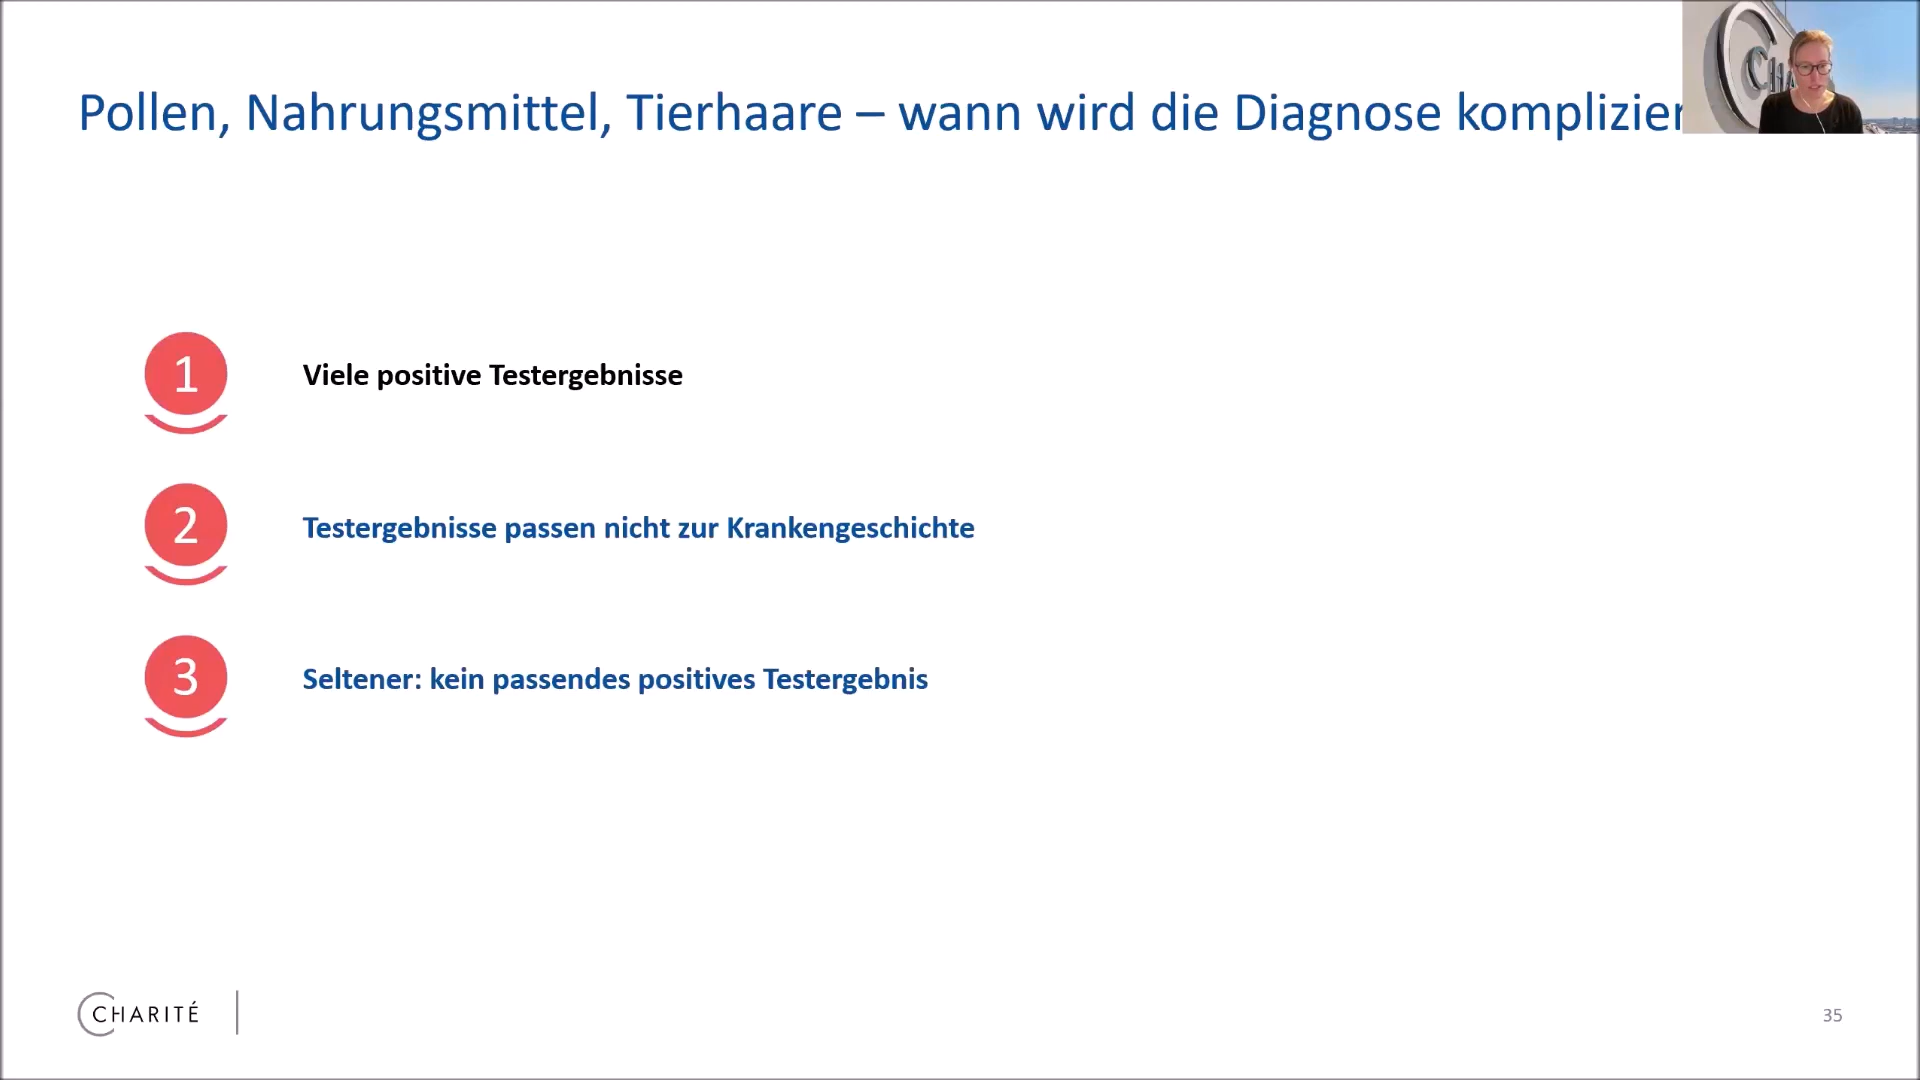 Pollen, Nahrungsmittel, Tierhaare – wann wird die Diagnose komplizier
1
Viele positive Testergebnisse
2
Testergebnisse passen nicht zur Krankengeschichte
3
Seltener: kein passendes positives Testergebnis
CHARITÉ
35